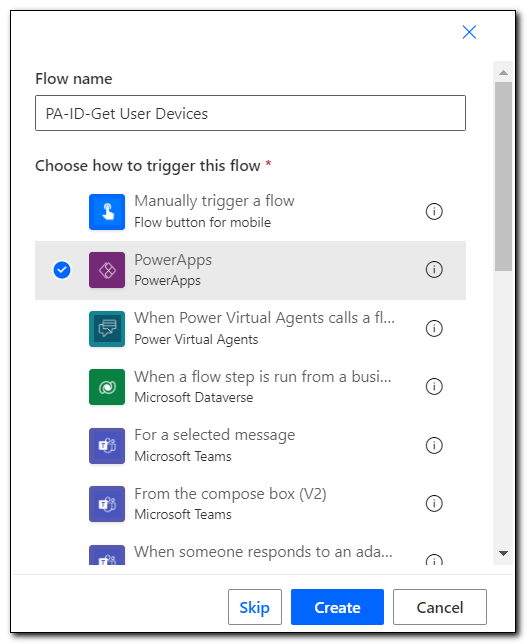 Flow name
PA-ID-Get User Devices
Choose how to trigger this flow *
Manually trigger a flow
Flow button for mobile
PowerApps
PowerApps
When Power Virtual Agents calls a fl...
Power Virtual Agents
When a flow step is run from a busi...
Microsoft Dataverse
For a selected message
Microsoft Teams
From the compose box (V2)
Microsoft Teams
When someone responds to an ada...
Skip
Create
Cancel